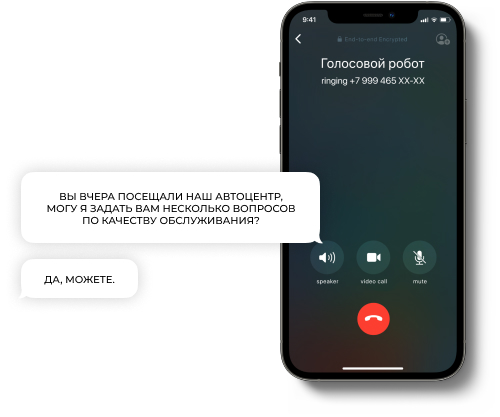 9:41
End-to-end Encrypted
Голосовой робот
ringing +7 999 465 XX-XX
ВЫ ВЧЕРА ПОСЕЩАЛИ НАШ АВТОЦЕНТР,
МОГУ Я ЗАДАТЬ ВАМ НЕСКОЛЬКО ВОПРОСОВ
ПО КАЧЕСТВУ ОБСЛУЖИВАНИЯ?
ДА, МОЖЕТЕ.
speaker
video call
mute